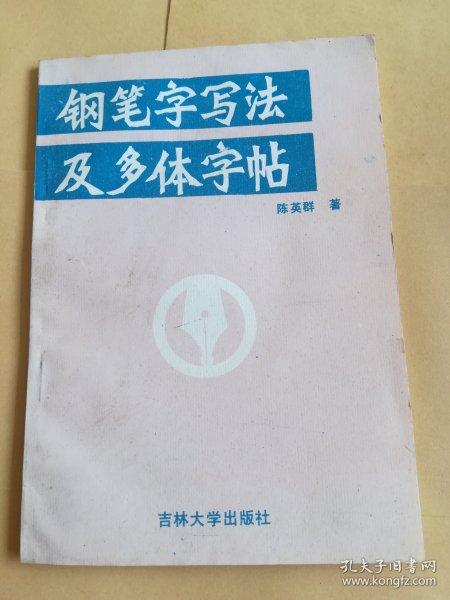 钢笔字写法
及多体字帖
陈英群 著
吉林大学出版社
孔夫子旧书网
www.kongfz.com